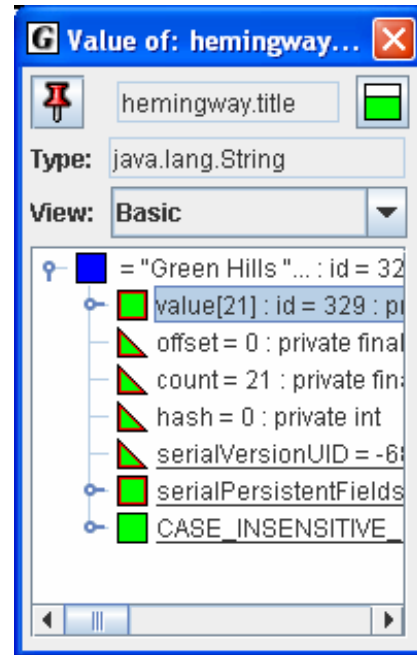 G Value of: hemingway...
hemingway.title
Type: java.lang.String
View: Basic
= "Green Hills "... : id = 32
value[21] : id = 329 : pr
offset = 0 : private final
count = 21 : private fin
hash = 0 : private int
serialVersionUID = -68
serialPersistentFields
CASE_INSENSITIVE_